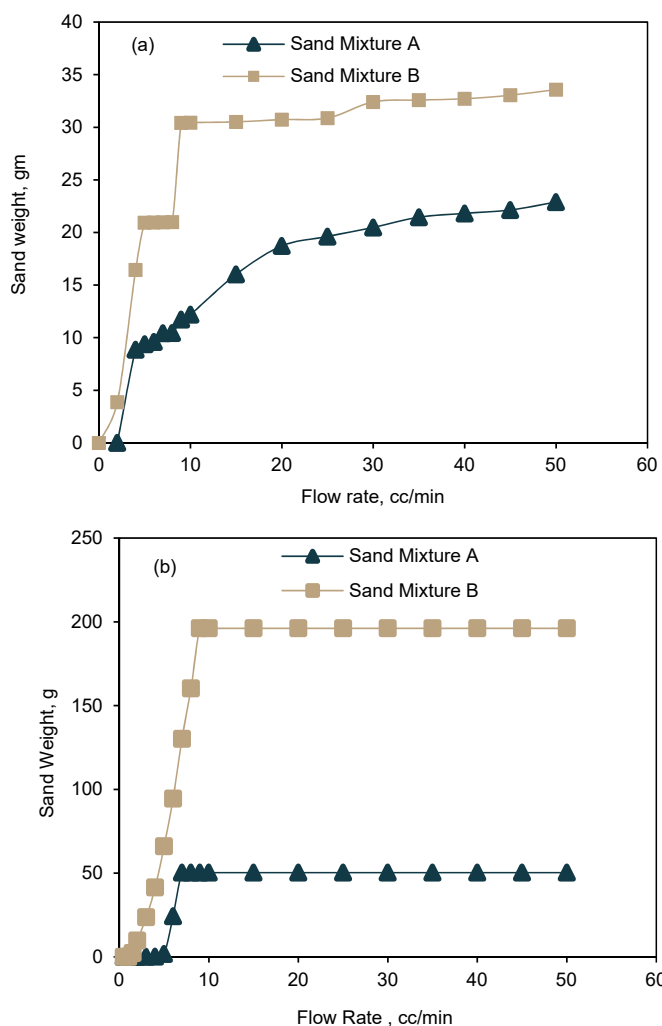 (a)
Sand Mixture A
Sand Mixture B
40
35
30
25
20
15
10
5
0
Sand weight, gm
0 10 20 30 40 50 60
Flow rate, cc/min
(b)
Sand Mixture A
Sand Mixture B
250
200
150
100
50
0
Sand Weight, g
0 10 20 30 40 50 60
Flow Rate , cc/min